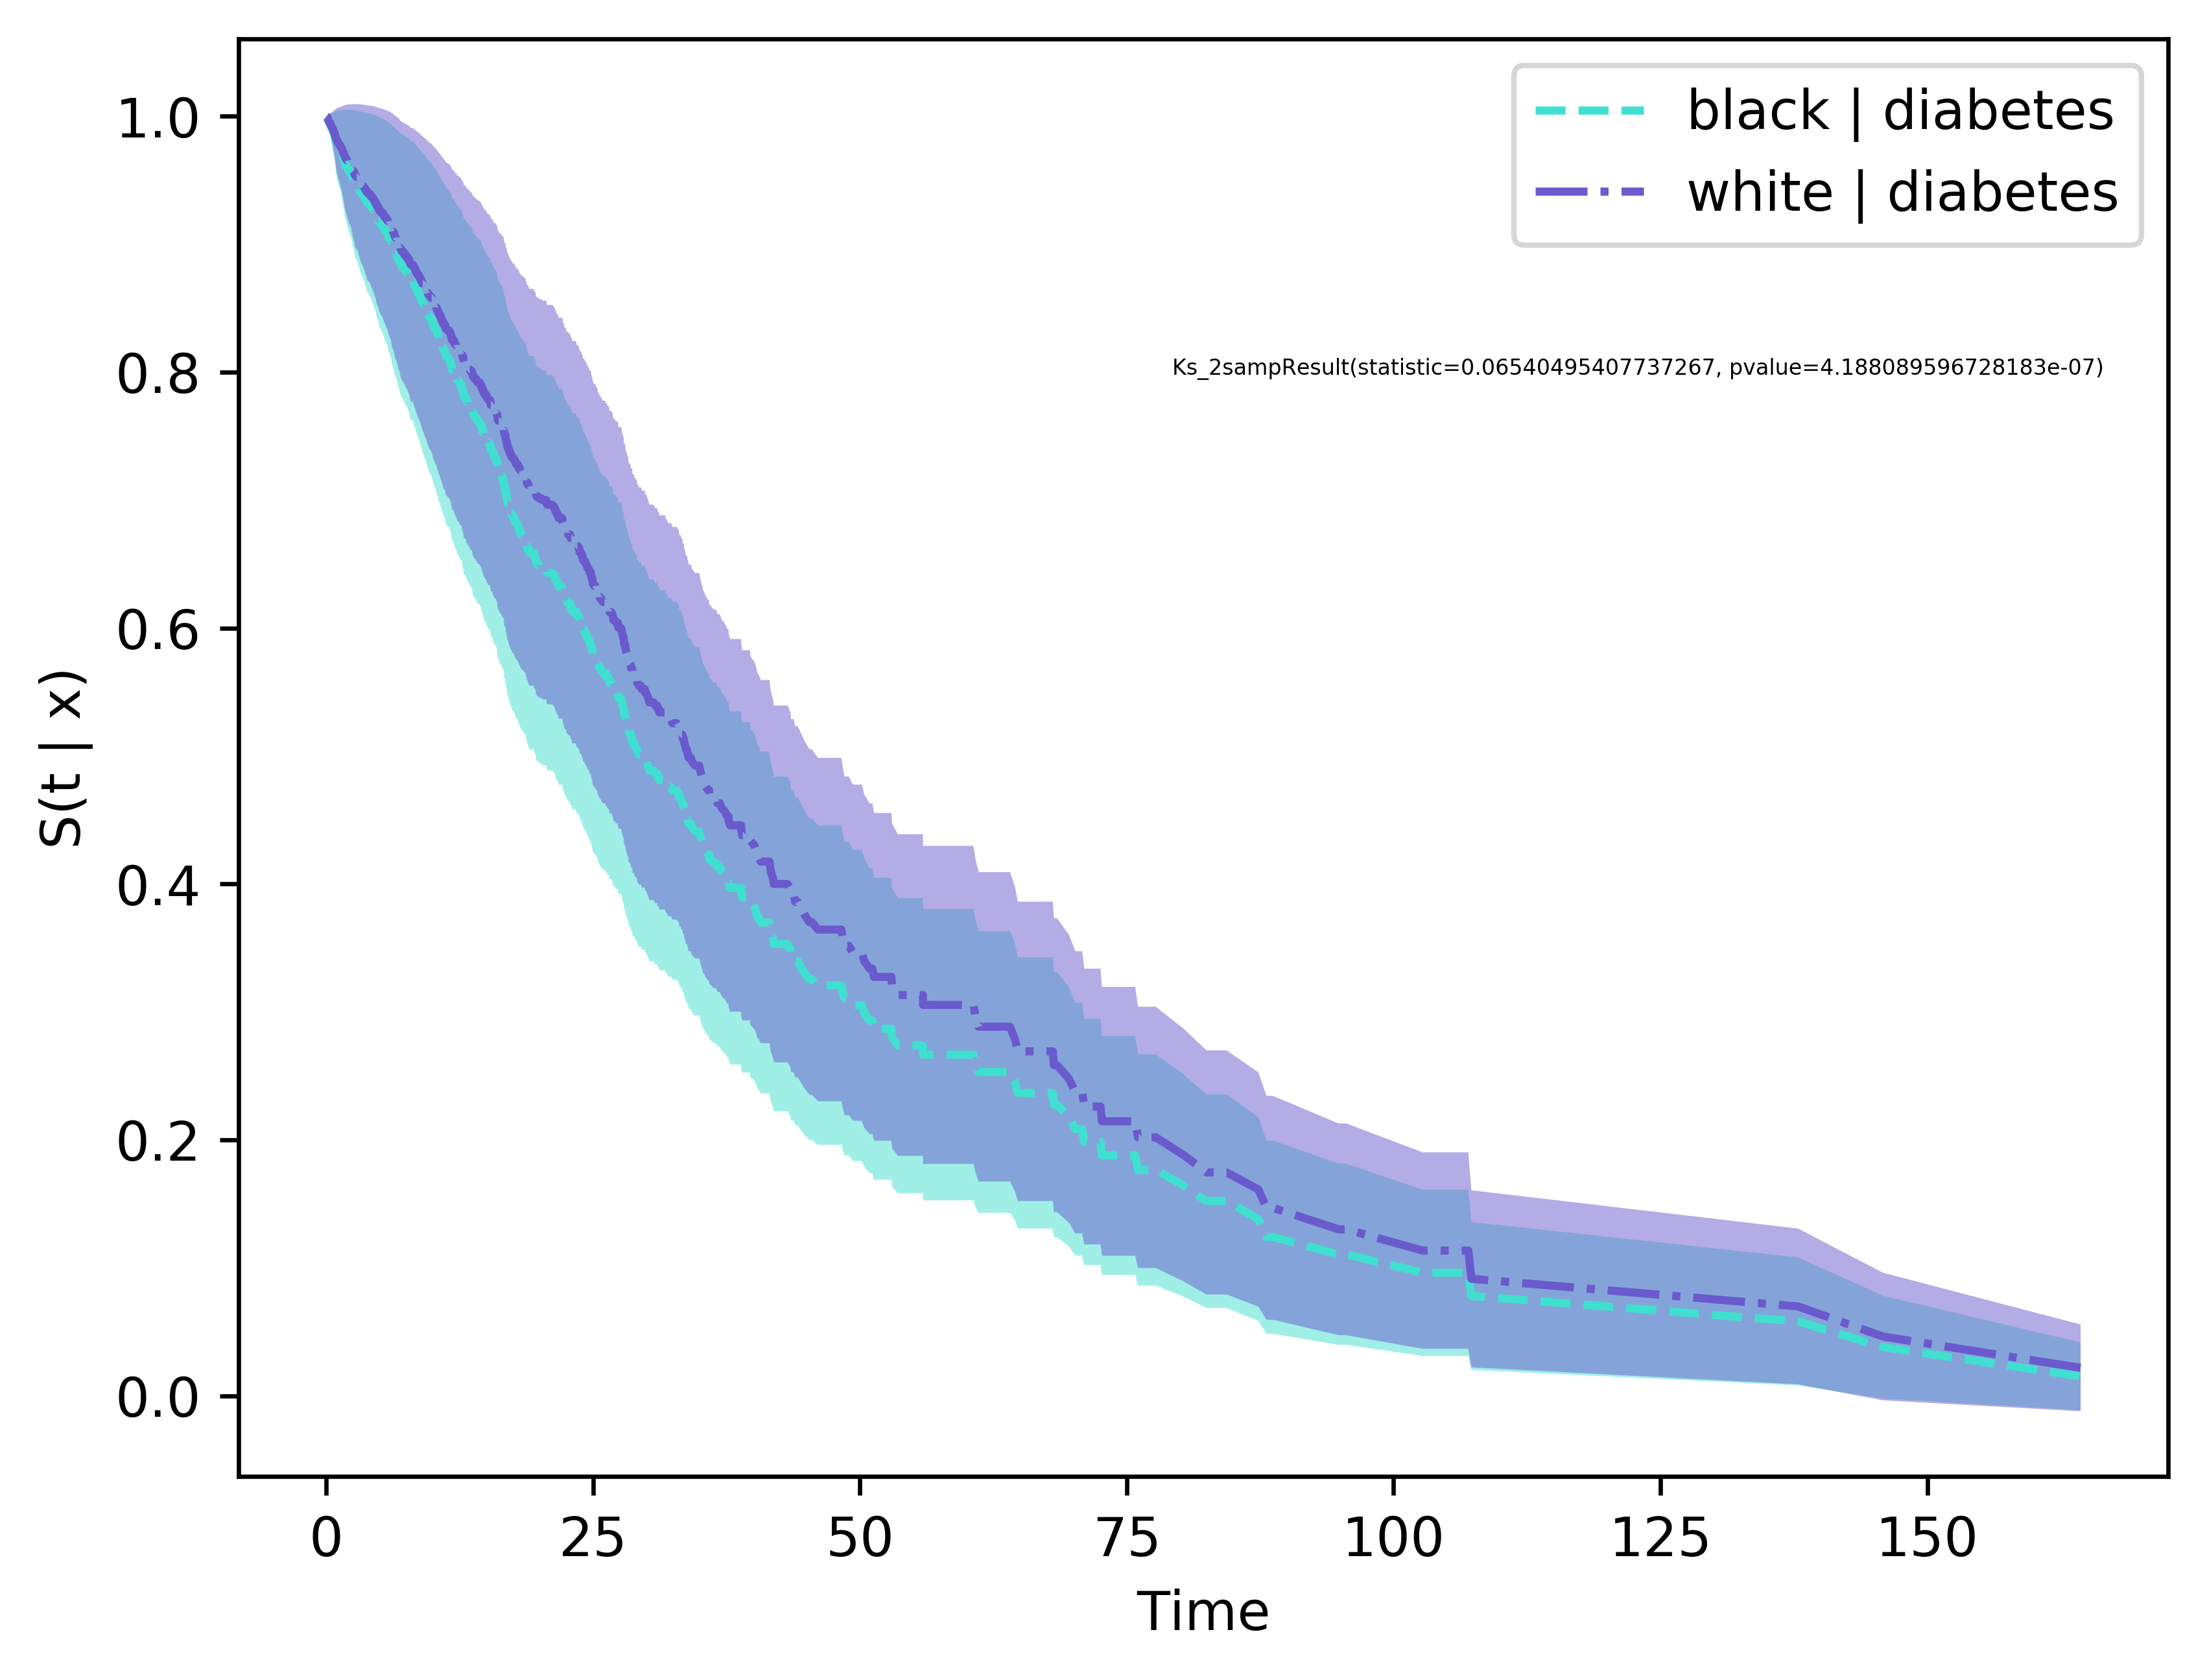 black | diabetes
white | diabetes
Ks_2sampResult(statistic=0.06540495407737267, pvalue=4.188089596728183e-07)
1.0
0.8
0.6
0.4
0.2
0.0
S(t | x)
0 25 50 75 100 125 150
Time